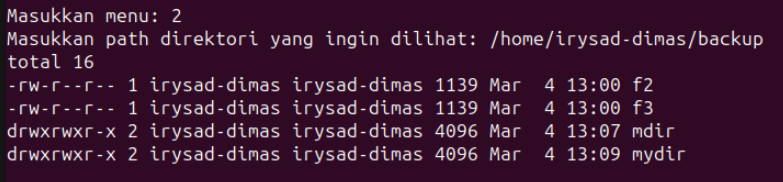 Masukkan menu: 2
Masukkan path direktori yang ingin dilihat: /home/irysad-dimas/backup
total 16
-rw-r--r-- 1 irysad-dimas irysad-dimas 1139 Mar  4 13:00 f2
-rw-r--r-- 1 irysad-dimas irysad-dimas 1139 Mar  4 13:00 f3
drwxrwxr-x 2 irysad-dimas irysad-dimas 4096 Mar  4 13:07 mdir
drwxrwxr-x 2 irysad-dimas irysad-dimas 4096 Mar  4 13:09 mydir